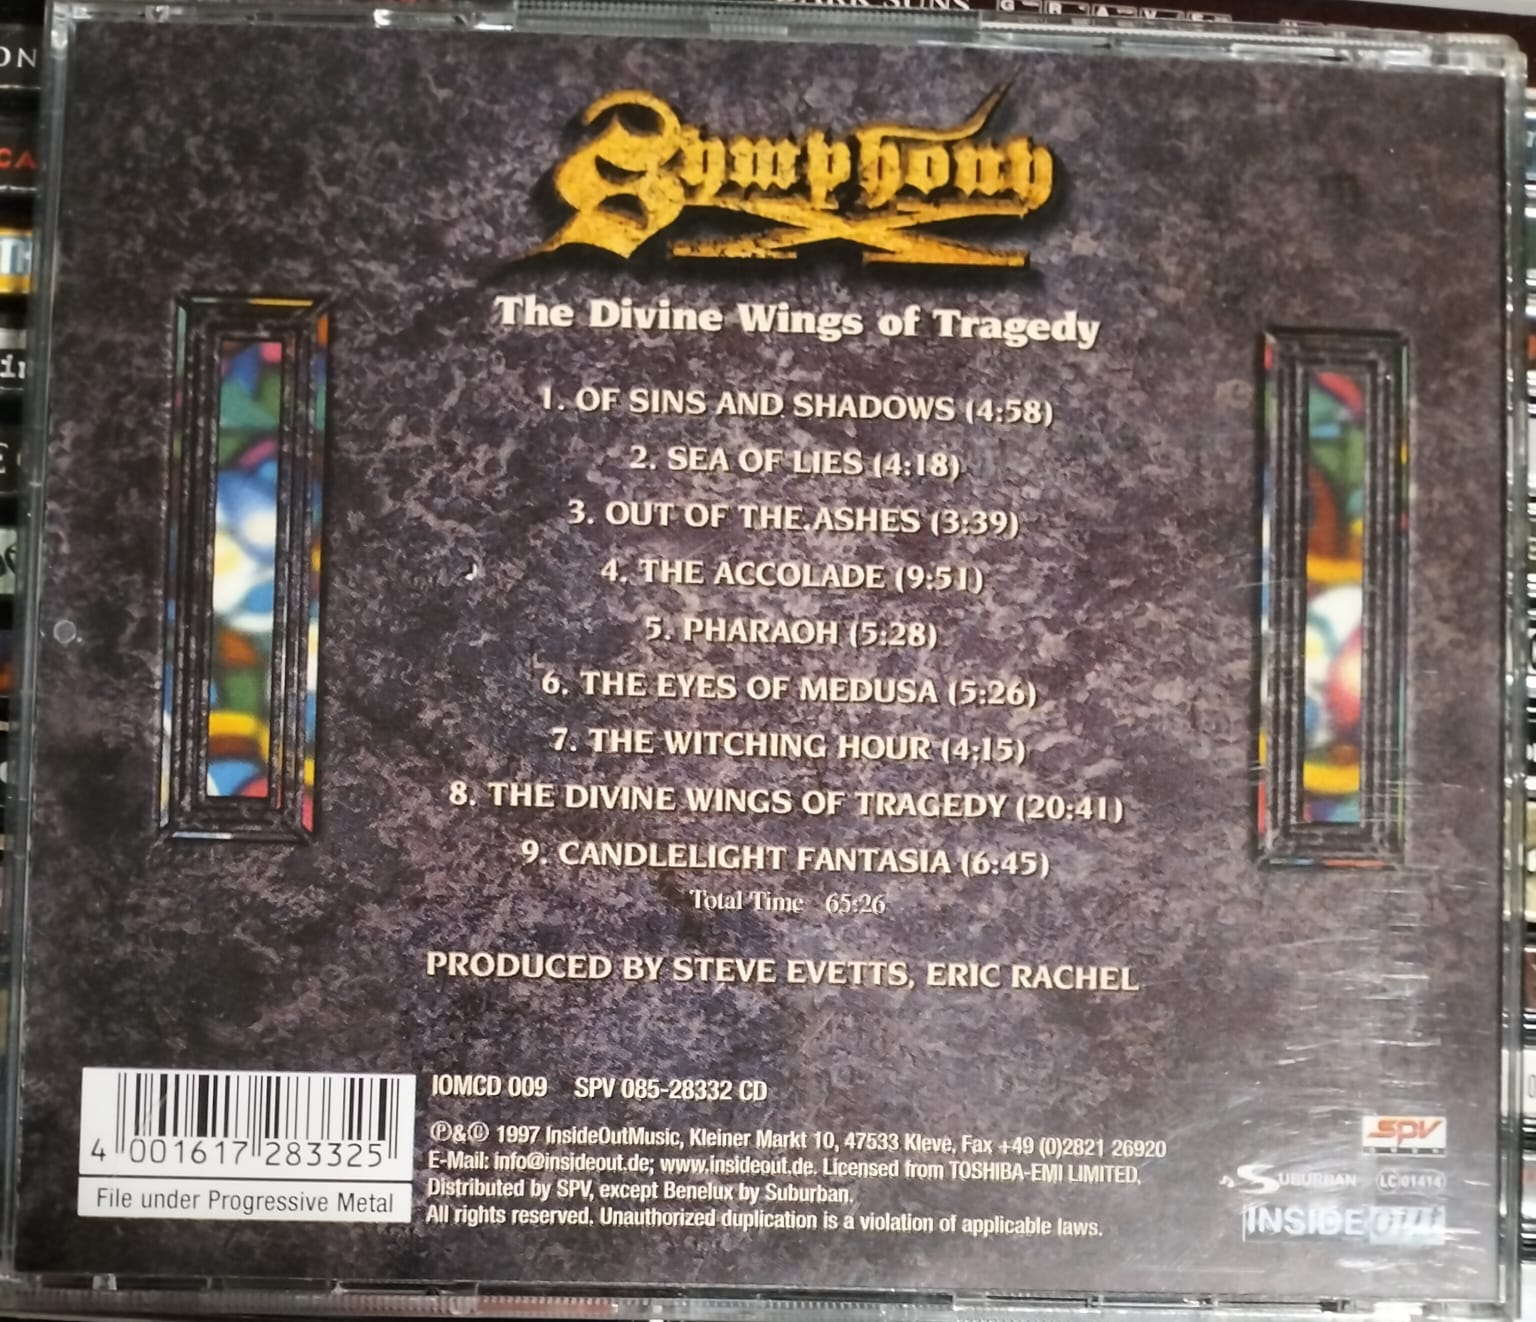 DARK SUNS
Symphony X
The Divine Wings of Tragedy
1. OF SINS AND SHADOWS (4:58)
2. SEA OF LIES (4:18)
3. OUT OF THE ASHES (3:39)
4. THE ACCOLADE (9:51)
5. PHARAOH (5:28)
6. THE EYES OF MEDUSA (5:26)
7. THE WITCHING HOUR (4:15)
8. THE DIVINE WINGS OF TRAGEDY (20:41)
9. CANDLELIGHT FANTASIA (6:45)
Total Time 65:26
PRODUCED BY STEVE EVETTS, ERIC RACHEL
IOMCD 009 SPV 085-28332 CD
4 001617 283325
File under Progressive Metal
℗&© 1997 InsideOutMusic, Kleiner Markt 10, 47533 Kleve, Fax +49 (0)2821 26920
E-Mail: info@insideout.de; www.insideout.de. Licensed from TOSHIBA-EMI LIMITED.
Distributed by SPV, except Benelux by Suburban.
All rights reserved. Unauthorized duplication is a violation of applicable laws.
SPV
SUBURBAN LC 01414
INSIDE OUT